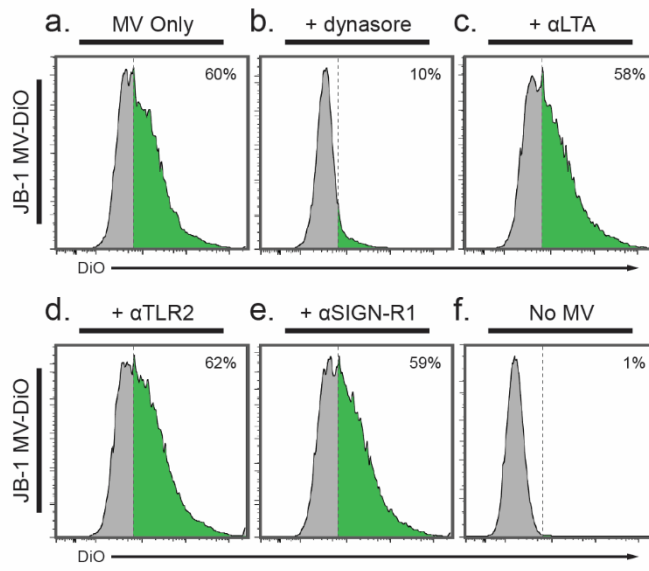 a. MV Only
60%
b. + dynasore
10%
c. + αLTA
58%
JB-1 MV-DiO
DiO
d. + αTLR2
62%
e. + αSIGN-R1
59%
f. No MV
1%
JB-1 MV-DiO
DiO